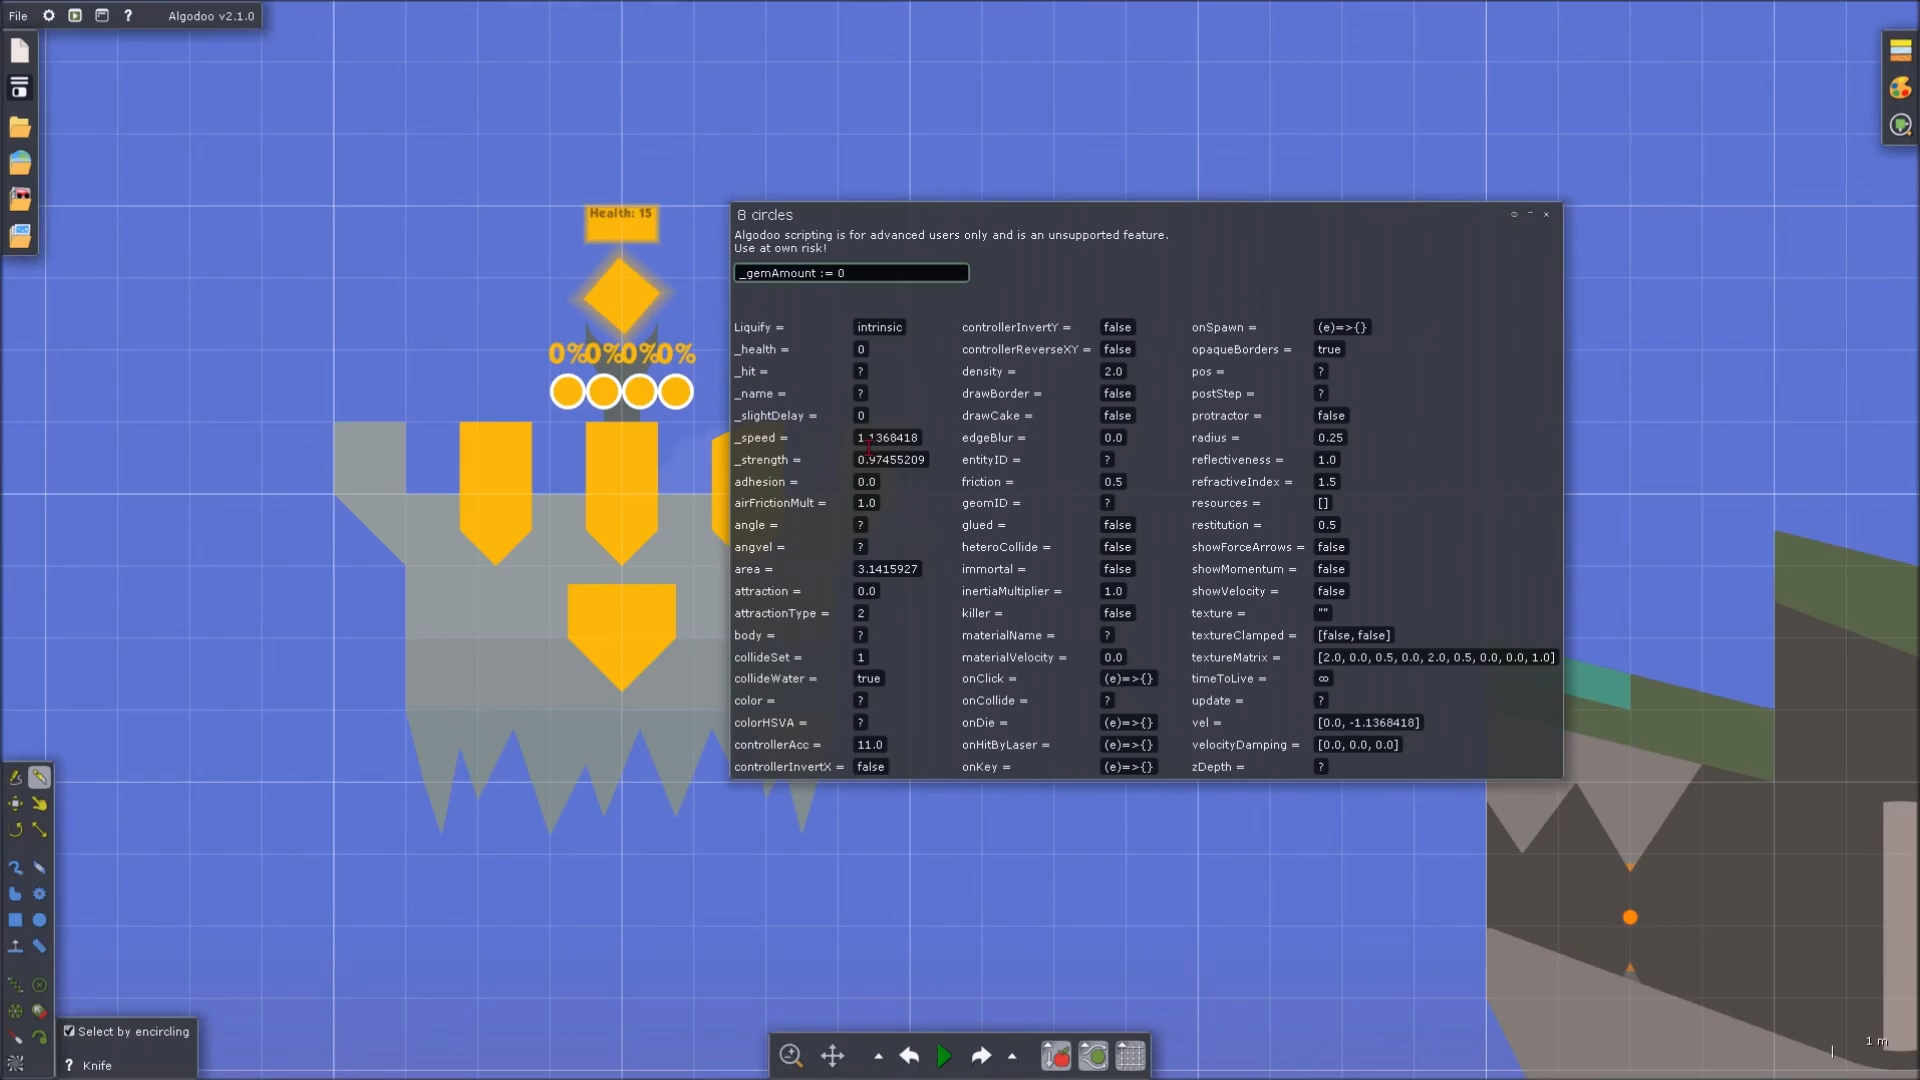 File ? Algodoo v2.1.0
Health: 15
0%0%0%0%
8 circles
Algodoo scripting is for advanced users only and is an unsupported feature.
Use at own risk!
_gemAmount := 0
Liquify = intrinsic controllerInvertY = false onSpawn = (e)=>{}
_health = 0 controllerReverseXY = false opaqueBorders = true
_hit = ? density = 2.0 pos = ?
_name = ? drawBorder = false postStep = ?
_slightDelay = 0 drawCake = false protractor = false
_speed = 1.1368418 edgeBlur = 0.0 radius = 0.25
_strength = 0.97455209 entityID = ? reflectiveness = 1.0
adhesion = 0.0 friction = 0.5 refractiveIndex = 1.5
airFrictionMult = 1.0 geomID = ? resources = []
angle = ? glued = false restitution = 0.5
angvel = ? heteroCollide = false showForceArrows = false
area = 3.1415927 immortal = false showMomentum = false
attraction = 0.0 inertiaMultiplier = 1.0 showVelocity = false
attractionType = 2 killer = false texture = ""
body = ? materialName = ? textureClamped = [false, false]
collideSet = 1 materialVelocity = 0.0 textureMatrix = [2.0, 0.0, 0.5, 0.0, 2.0, 0.5, 0.0, 0.0, 1.0]
collideWater = true onClick = (e)=>{} timeToLive = ∞
color = ? onCollide = ? update = ?
colorHSVA = ? onDie = (e)=>{} vel = [0.0, -1.1368418]
controllerAcc = 11.0 onHitByLaser = (e)=>{} velocityDamping = [0.0, 0.0, 0.0]
controllerInvertX = false onKey = (e)=>{} zDepth = ?
Select by encircling
? Knife
1 m